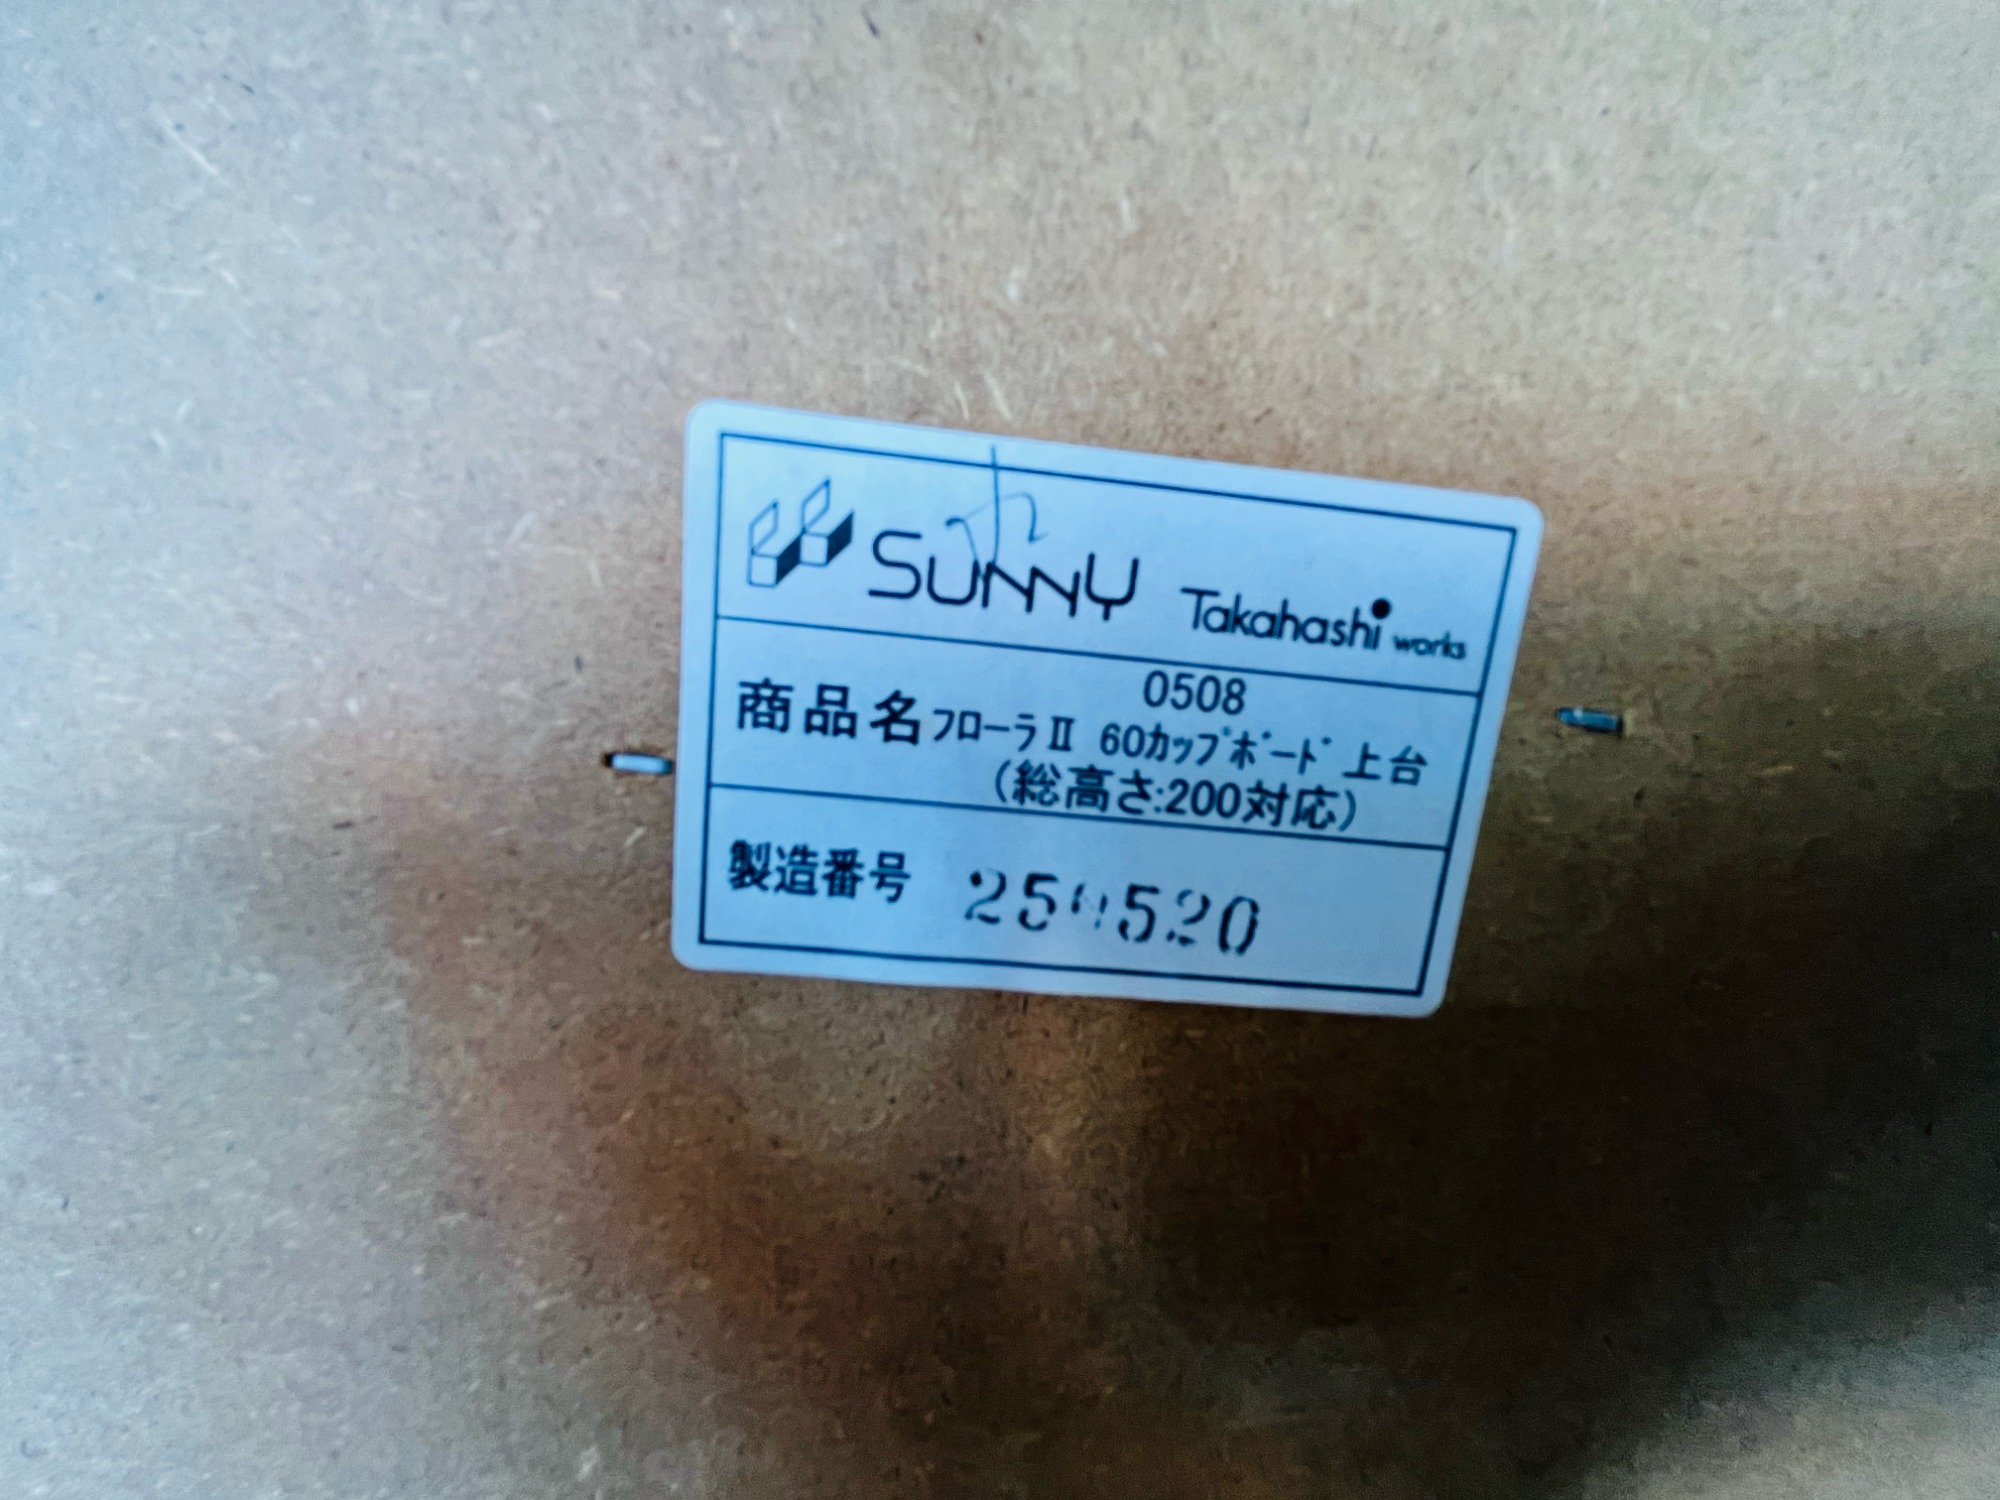 SUNNY Takahashi works
0508
商品名 フローラⅡ 60カップボード 上台
(総高さ:200対応)
製造番号